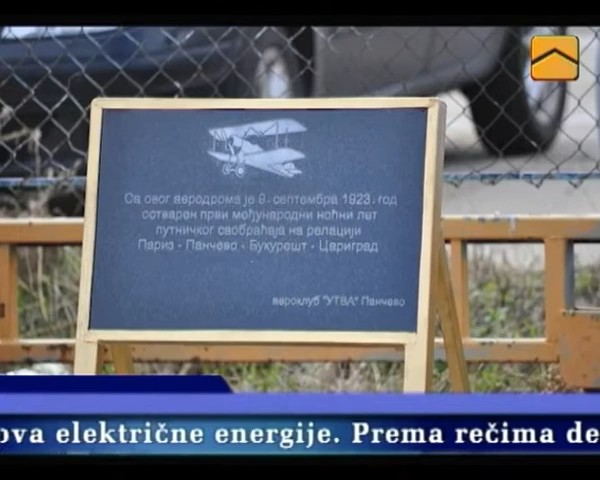 Са овог аеродрома је 9. септембра 1923. год
остварен први међународни ноћни лет
путничког саобраћаја на релацији
Париз - Панчево - Букурешт - Цариград
аероклуб "УТВА" Панчево
ova električne energije. Prema rečima de